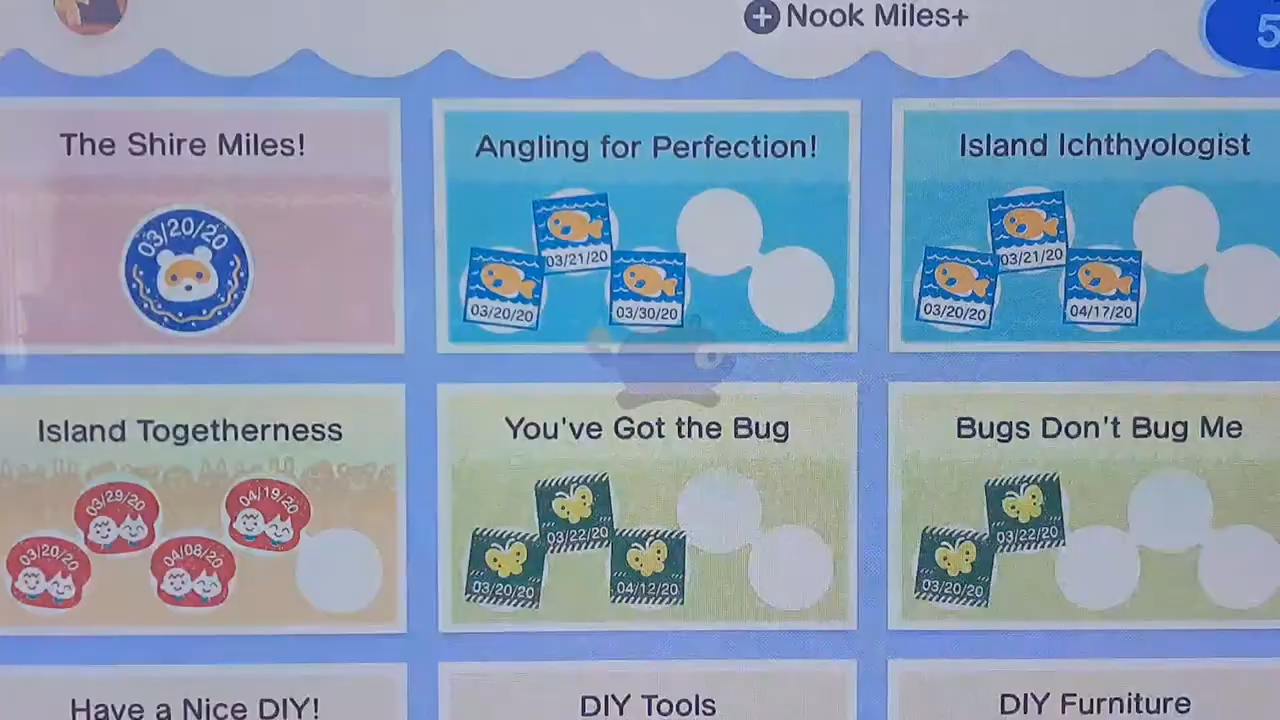 Nook Miles+
5
The Shire Miles!
03/20/20
Angling for Perfection!
03/20/20
03/21/20
03/30/20
Island Ichthyologist
03/20/20
03/21/20
04/17/20
Island Togetherness
03/20/20
03/29/20
04/08/20
04/19/20
You've Got the Bug
03/20/20
03/22/20
04/12/20
Bugs Don't Bug Me
03/20/20
03/22/20
Have a Nice DIY!
DIY Tools
DIY Furniture